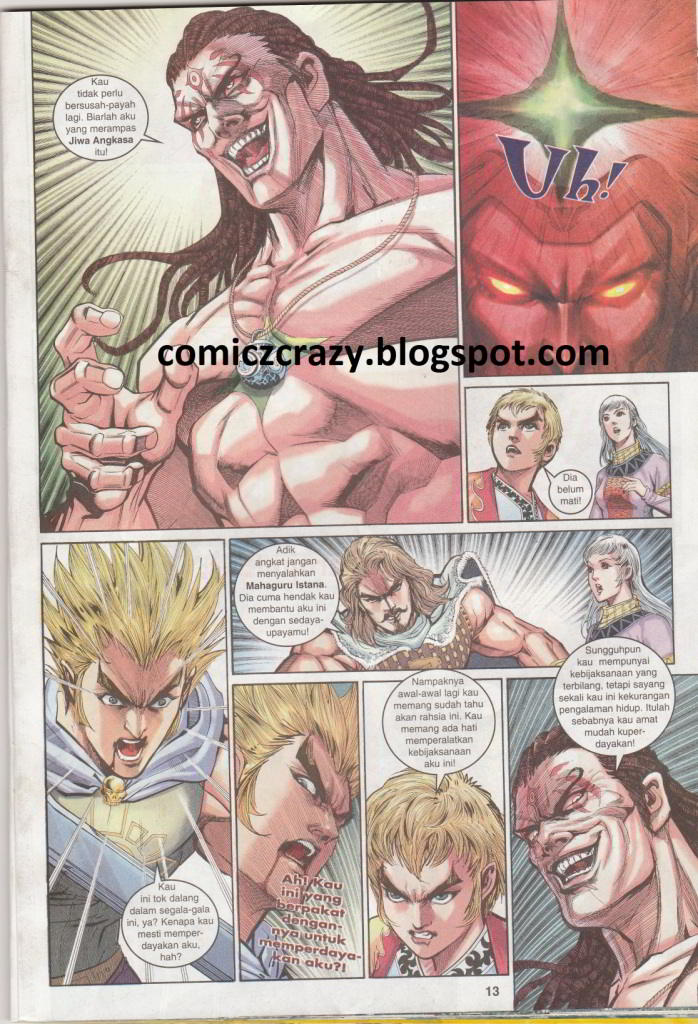 Kau
tidak perlu
bersusah-payah
lagi. Biarlah aku
yang merampas
Jiwa Angkasa
itu!
Uh!
comiczcrazy.blogspot.com
Dia
belum
mati!
Adik
angkat jangan
menyalahkan
Mahaguru Istana.
Dia cuma hendak kau
membantu aku ini
dengan sedaya-
upayamu!
Kau
ini tok dalang
dalam segala-gala
ini, ya? Kenapa kau
mesti memper-
dayakan aku,
hah?
Ah! Kau
ini yang
berpakat
dengan-
nya untuk
memperdaya-
kan aku?!
Nampaknya
awal-awal lagi kau
memang sudah tahu
akan rahsia ini. Kau
memang ada hati
memperalatkan
kebijaksanaan
aku ini!
Sungguhpun
kau mempunyai
kebijaksanaan yang
terbilang, tetapi sayang
sekali kau ini kekurangan
pengalaman hidup. Itulah
sebabnya kau amat
mudah kuper-
dayakan!
13